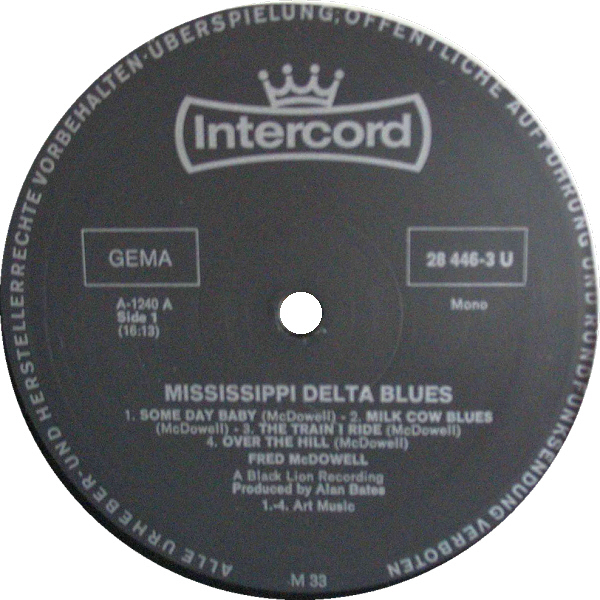 ALLE URHEBER- UND HERSTELLERRECHTE VORBEHALTEN · ÜBERSPIELUNG, ÖFFENTLICHE AUFFÜHRUNG UND RUNDFUNKSENDUNG VERBOTEN
Intercord
GEMA
28 446-3 U
A-1240 A
Side 1
(16:13)
Mono
MISSISSIPPI DELTA BLUES
1. SOME DAY BABY (McDowell) - 2. MILK COW BLUES
(McDowell) - 3. THE TRAIN I RIDE (McDowell)
4. OVER THE HILL (McDowell)
FRED McDOWELL
A Black Lion Recording
Produced by Alan Bates
1.-4. Art Music
M 33